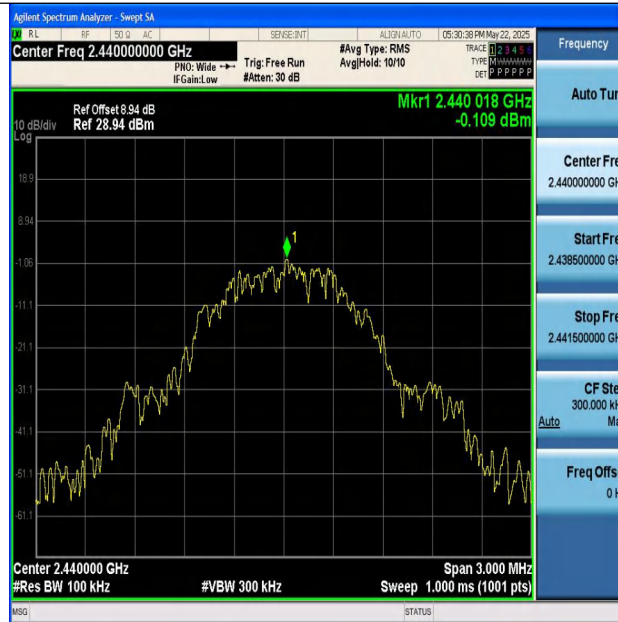 Agilent Spectrum Analyzer - Swept SA
RL RF 50 Ω AC SENSE:INT ALIGN AUTO 05:30:38 PM May 22, 2025
Center Freq 2.440000000 GHz
PNO: Wide
IFGain:Low
Trig: Free Run
#Atten: 30 dB
#Avg Type: RMS
Avg|Hold: 10/10
TRACE 1 2 3 4 5 6
TYPE M
DET P P P P P P
Frequency
Mkr1 2.440 018 GHz
-0.109 dBm
Ref Offset 8.94 dB
10 dB/div Ref 28.94 dBm
Log
18.9
8.94
-1.06
-11.1
-21.1
-31.1
-41.1
-51.1
-61.1
1
Auto Tun
Center Fre
2.440000000 GH
Start Fre
2.438500000 GH
Stop Fre
2.441500000 GH
CF Ste
300.000 kH
Auto Ma
Freq Offs
0 H
Center 2.440000 GHz Span 3.000 MHz
#Res BW 100 kHz #VBW 300 kHz Sweep 1.000 ms (1001 pts)
MSG STATUS